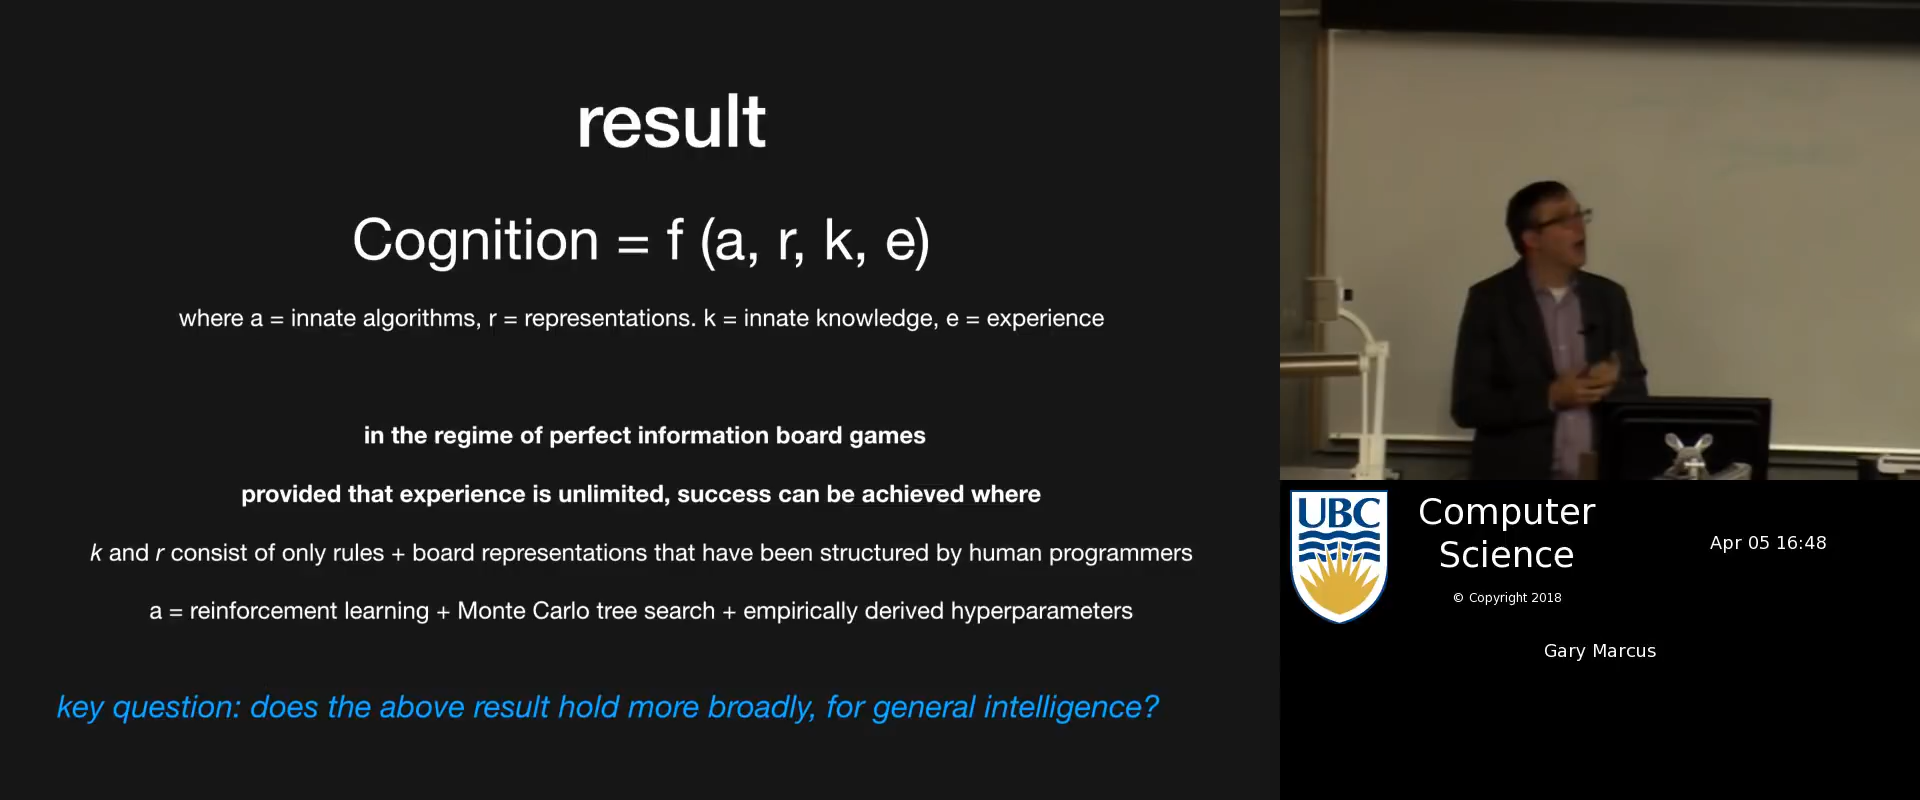 result
Cognition = f (a, r, k, e)
where a = innate algorithms, r = representations. k = innate knowledge, e = experience
in the regime of perfect information board games
provided that experience is unlimited, success can be achieved where
k and r consist of only rules + board representations that have been structured by human programmers
a = reinforcement learning + Monte Carlo tree search + empirically derived hyperparameters
key question: does the above result hold more broadly, for general intelligence?
UBC
Computer
Science
Apr 05 16:48
© Copyright 2018
Gary Marcus